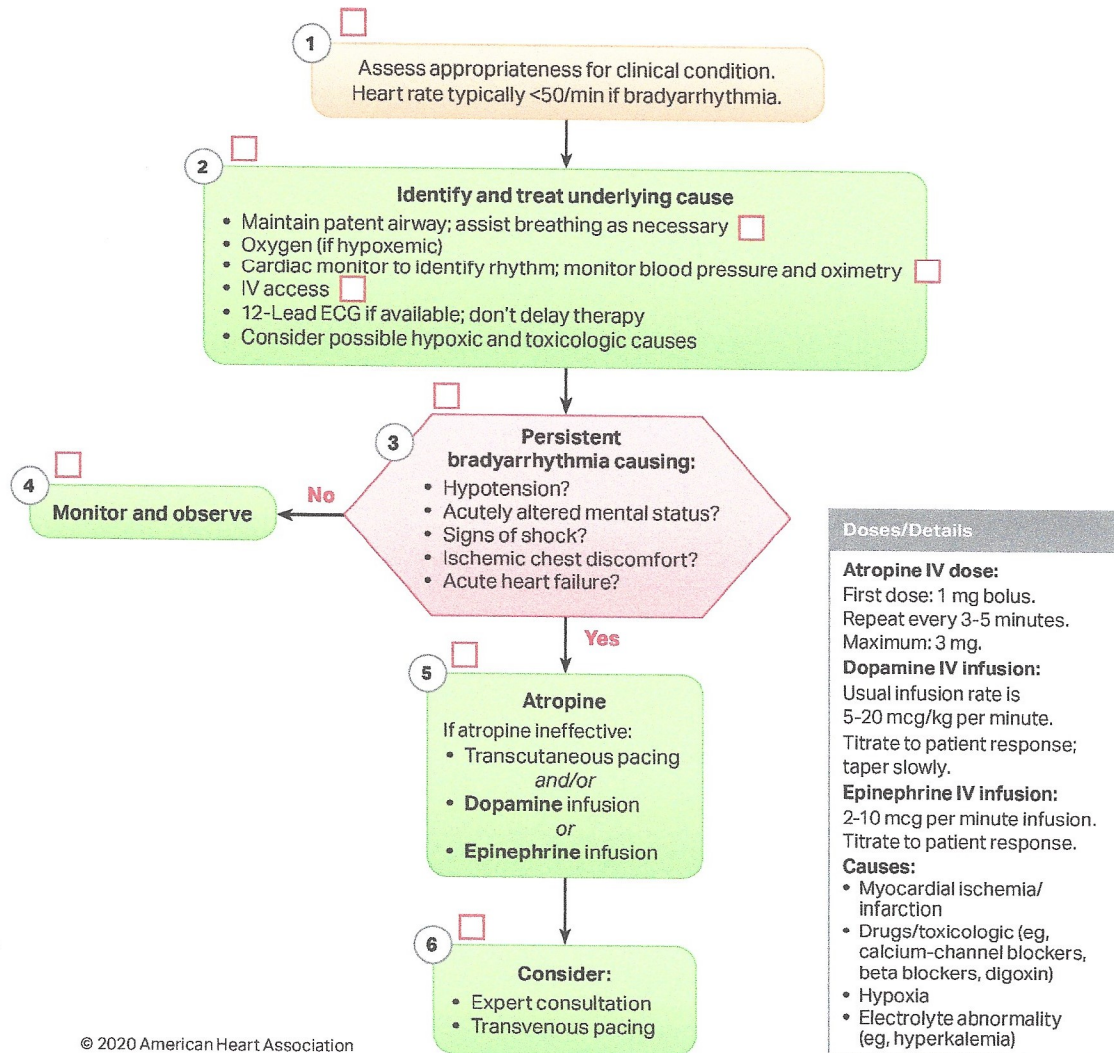 1
Assess appropriateness for clinical condition.
Heart rate typically <50/min if bradyarrhythmia.
2
Identify and treat underlying cause
• Maintain patent airway; assist breathing as necessary
• Oxygen (if hypoxemic)
• Cardiac monitor to identify rhythm; monitor blood pressure and oximetry
• IV access
• 12-Lead ECG if available; don't delay therapy
• Consider possible hypoxic and toxicologic causes
3
Persistent
bradyarrhythmia causing:
• Hypotension?
• Acutely altered mental status?
• Signs of shock?
• Ischemic chest discomfort?
• Acute heart failure?
No
4
Monitor and observe
Yes
5
Atropine
If atropine ineffective:
• Transcutaneous pacing
and/or
• Dopamine infusion
or
• Epinephrine infusion
6
Consider:
• Expert consultation
• Transvenous pacing
Doses/Details
Atropine IV dose:
First dose: 1 mg bolus.
Repeat every 3-5 minutes.
Maximum: 3 mg.
Dopamine IV infusion:
Usual infusion rate is
5-20 mcg/kg per minute.
Titrate to patient response;
taper slowly.
Epinephrine IV infusion:
2-10 mcg per minute infusion.
Titrate to patient response.
Causes:
• Myocardial ischemia/
infarction
• Drugs/toxicologic (eg,
calcium-channel blockers,
beta blockers, digoxin)
• Hypoxia
• Electrolyte abnormality
(eg, hyperkalemia)
© 2020 American Heart Association